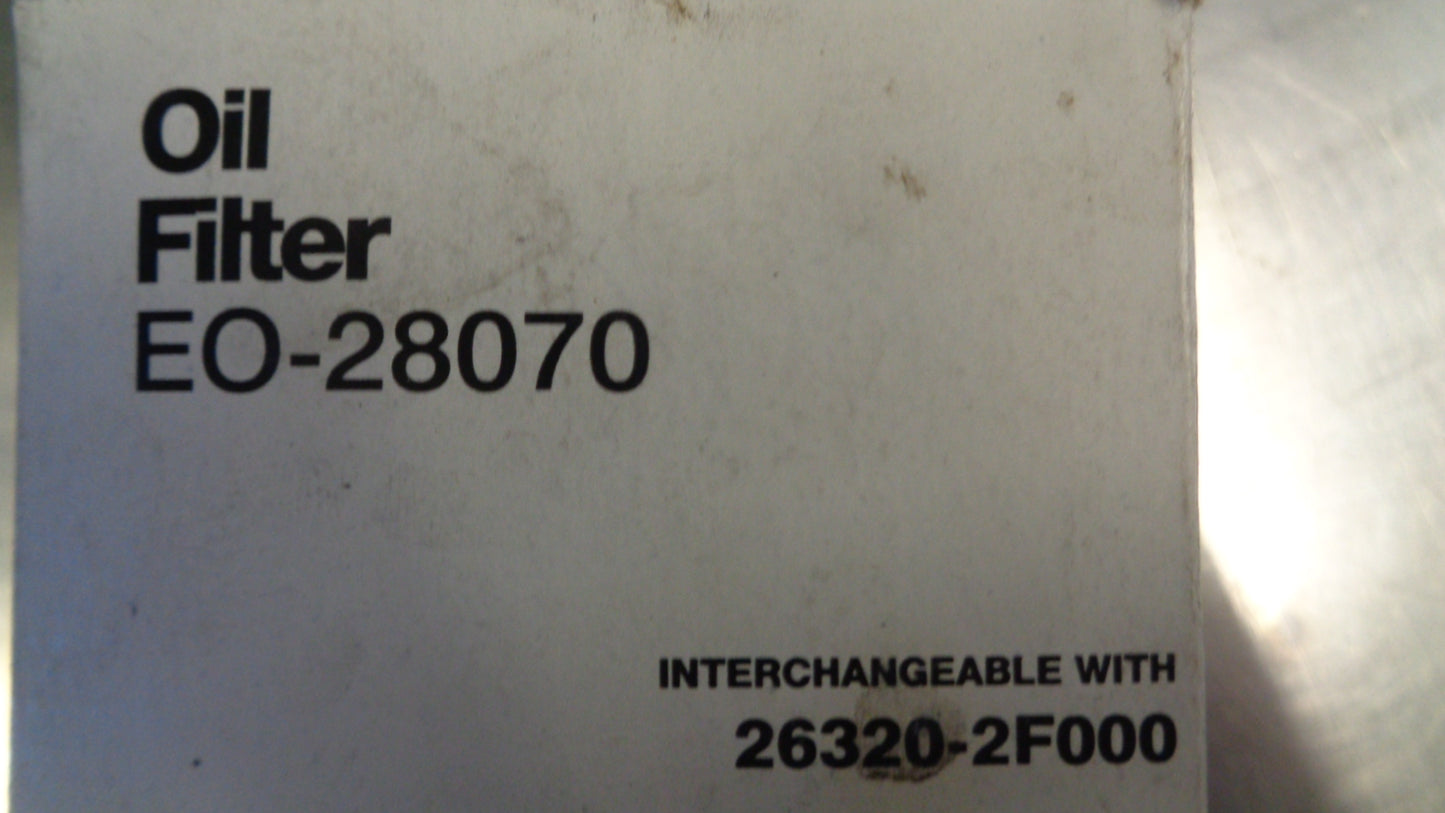 Oil
Filter
EO-28070
INTERCHANGEABLE WITH
26320-2F000